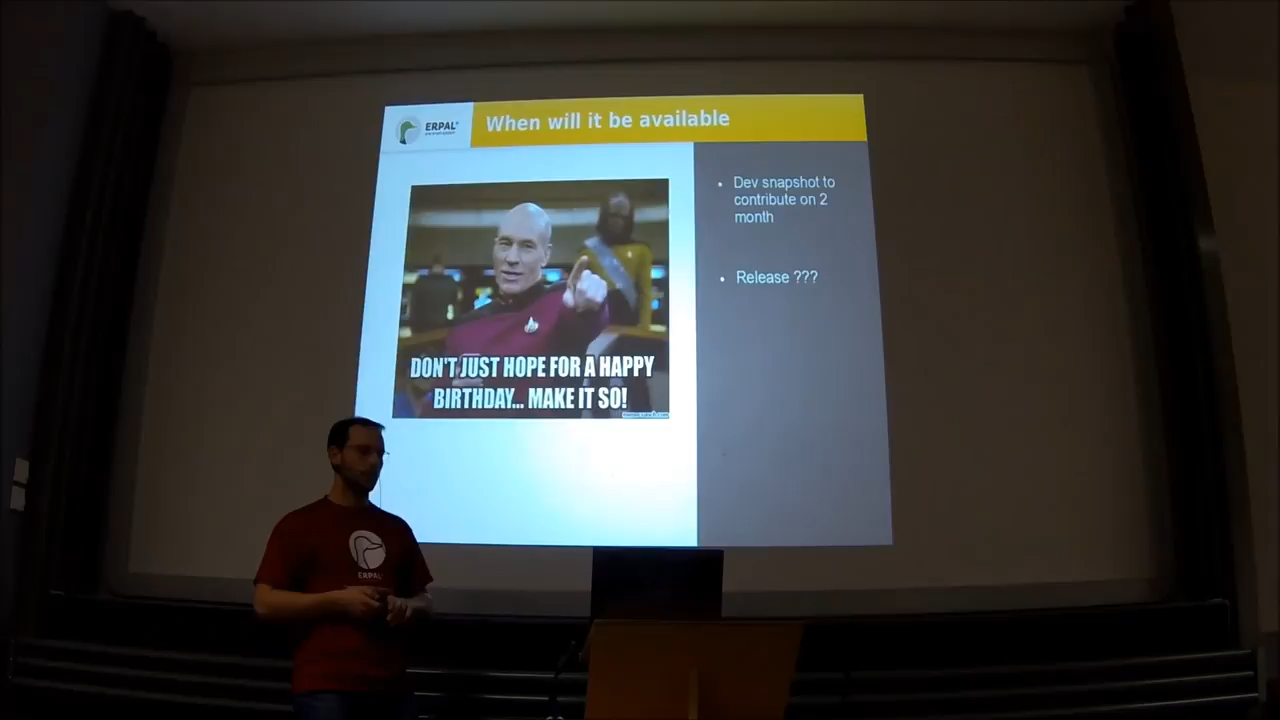 ERPAL
When will it be available
Dev snapshot to
contribute on 2
month
Release ???
DON'T JUST HOPE FOR A HAPPY
BIRTHDAY... MAKE IT SO!
ERPAL